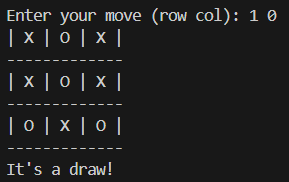 Enter your move (row col): 1 0
| X | O | X |
-------------
| X | O | X |
-------------
| O | X | O |
-------------
It's a draw!